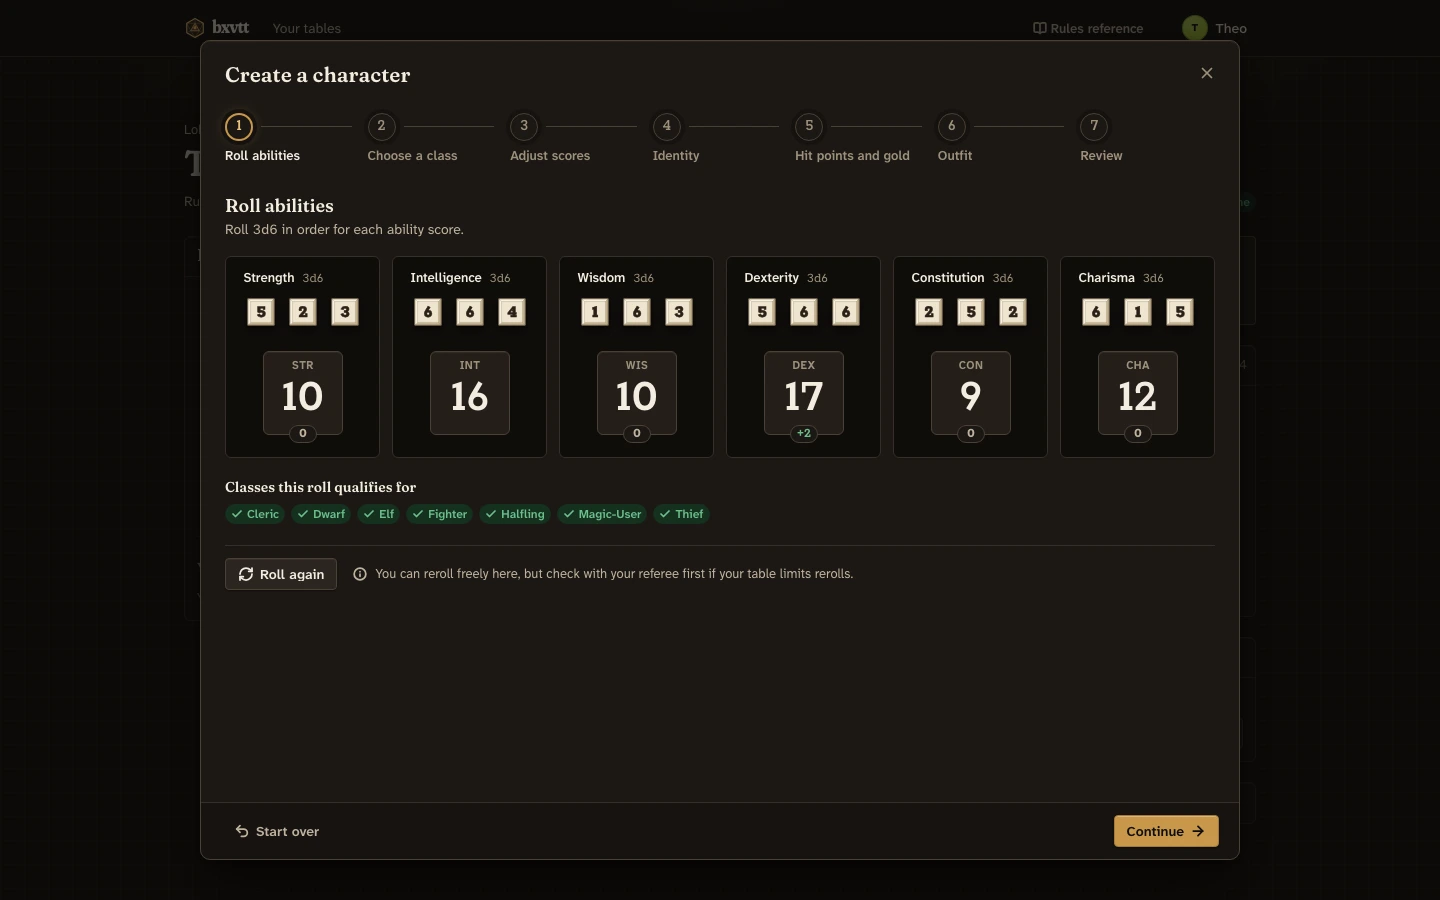 bxvtt Your tables Rules reference T Theo
Create a character
1 2 3 4 5 6 7
Roll abilities Choose a class Adjust scores Identity Hit points and gold Outfit Review
Roll abilities
Roll 3d6 in order for each ability score.
Strength 3d6 Intelligence 3d6 Wisdom 3d6 Dexterity 3d6 Constitution 3d6 Charisma 3d6
5 2 3 6 6 4 1 6 3 5 6 6 2 5 2 6 1 5
STR INT WIS DEX CON CHA
10 16 10 17 9 12
0 0 +2 0 0
Classes this roll qualifies for
Cleric Dwarf Elf Fighter Halfling Magic-User Thief
Roll again You can reroll freely here, but check with your referee first if your table limits rerolls.
Start over Continue